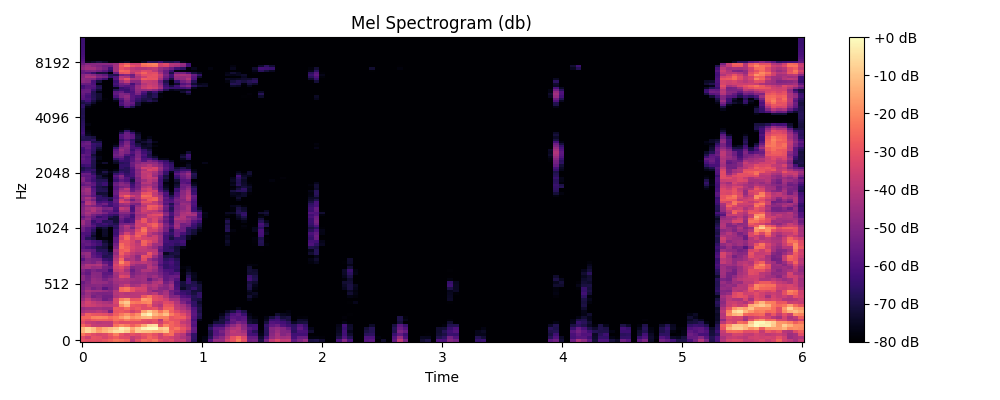 Mel Spectrogram (db)
8192
4096
2048
1024
512
0
Hz
0 1 2 3 4 5 6
Time
+0 dB
-10 dB
-20 dB
-30 dB
-40 dB
-50 dB
-60 dB
-70 dB
-80 dB